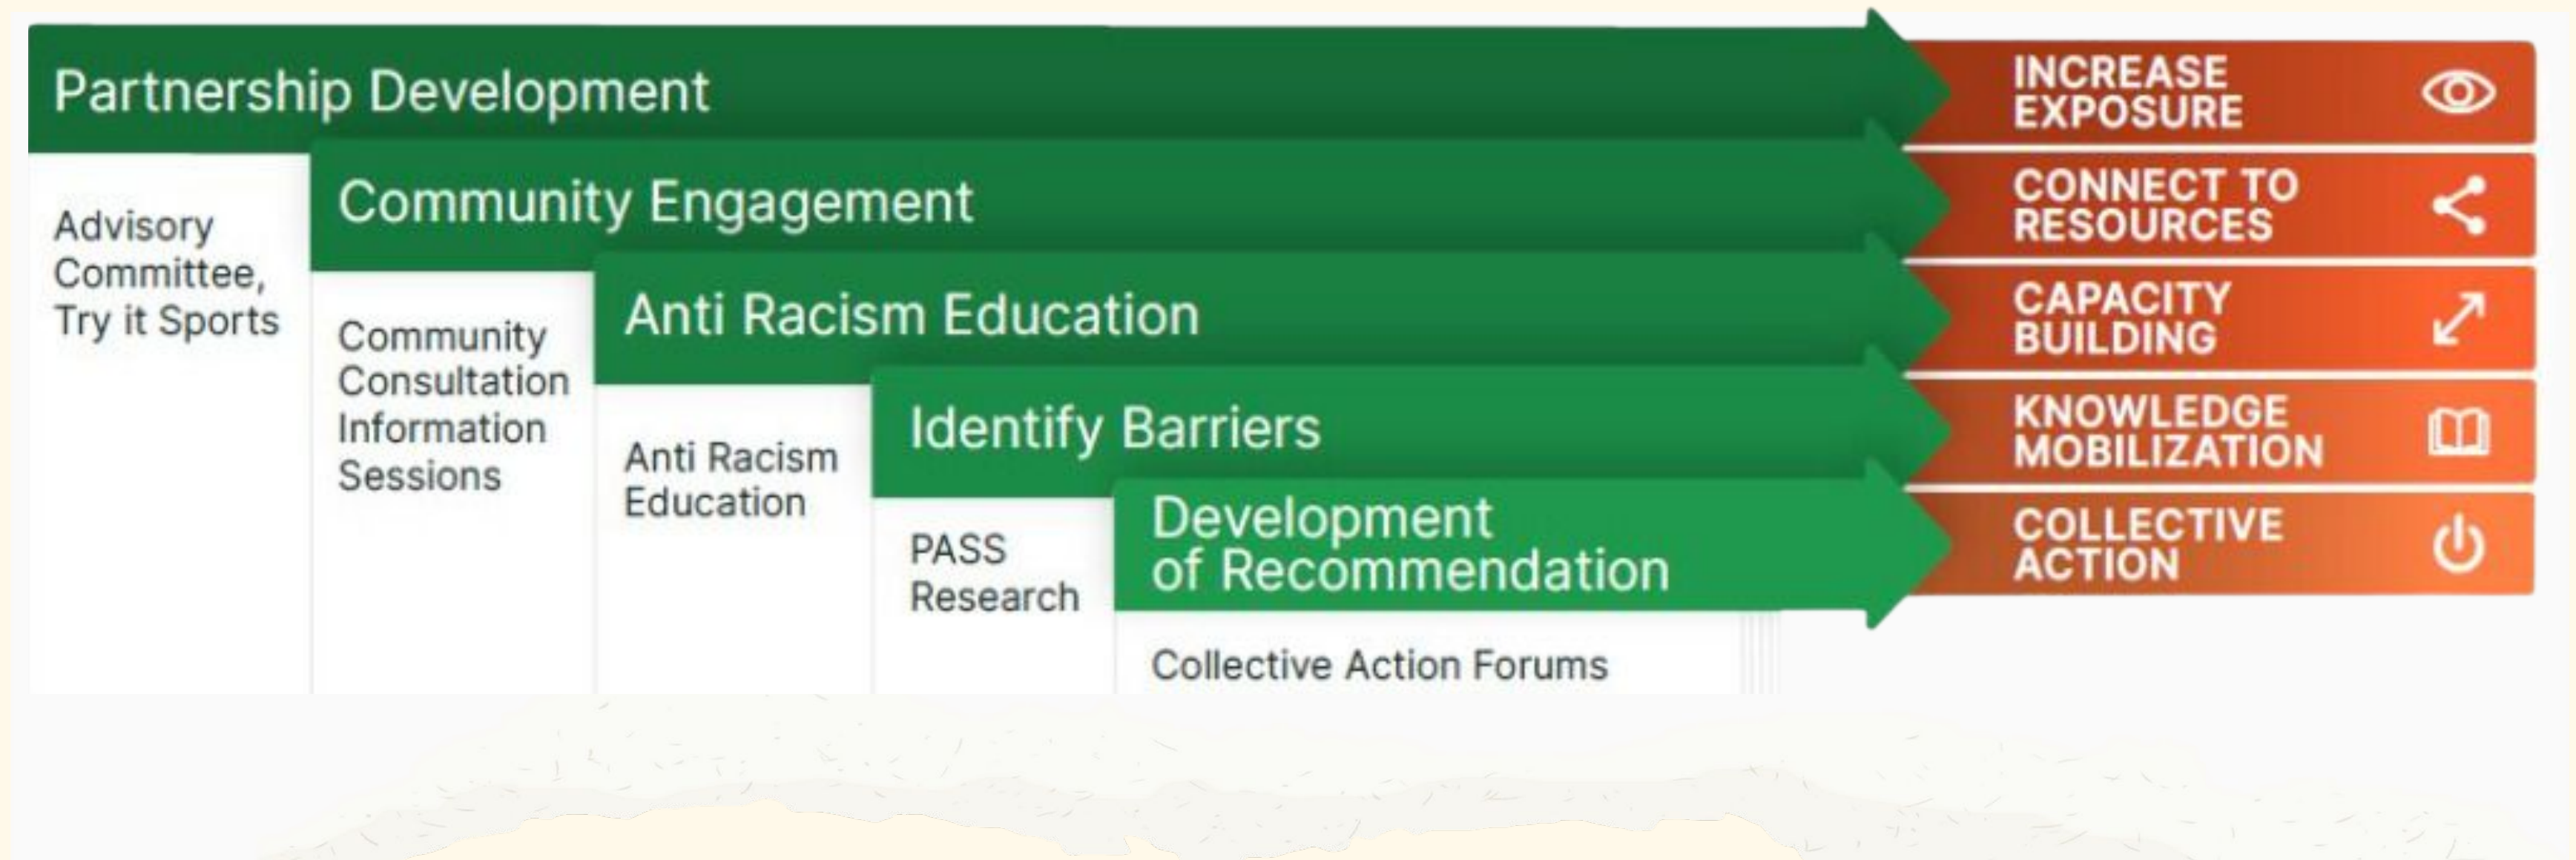 Partnership Development
INCREASE
EXPOSURE
Advisory
Committee,
Try it Sports
Community Engagement
CONNECT TO
RESOURCES
Community
Consultation
Information
Sessions
Anti Racism Education
CAPACITY
BUILDING
Anti Racism
Education
Identify Barriers
KNOWLEDGE
MOBILIZATION
PASS
Research
Development
of Recommendation
COLLECTIVE
ACTION
Collective Action Forums